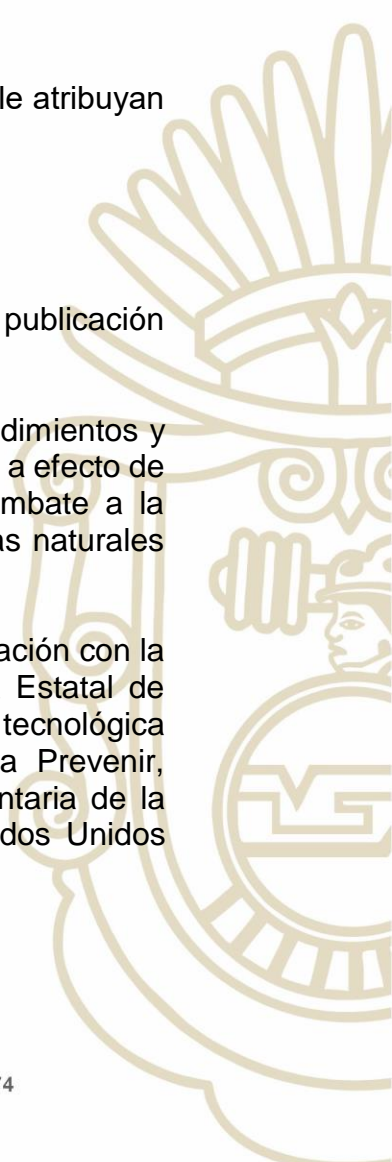 le atribuyan
publicación
dimientos y
a efecto de
mbate a la
as naturales
ación con la
Estatal de
tecnológica
a Prevenir,
ntaria de la
dos Unidos
4